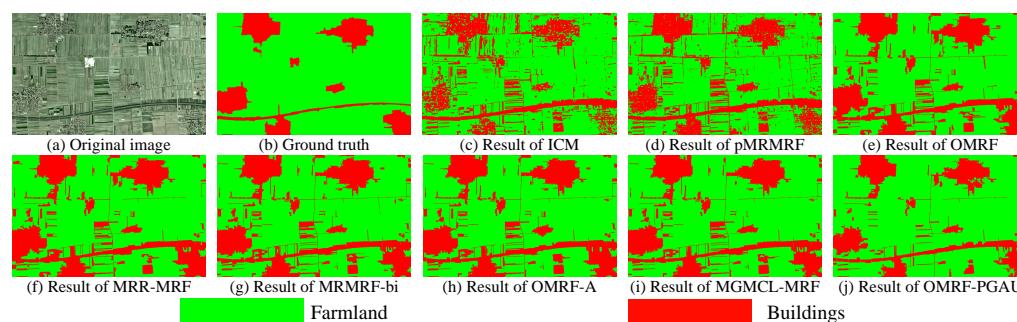 (a) Original image
(b) Ground truth
(c) Result of ICM
(d) Result of pMRMRF
(e) Result of OMRF
(f) Result of MRR-MRF
(g) Result of MRMRF-bi
(h) Result of OMRF-A
(i) Result of MGMCL-MRF
(j) Result of OMRF-PGAU
Farmland
Buildings